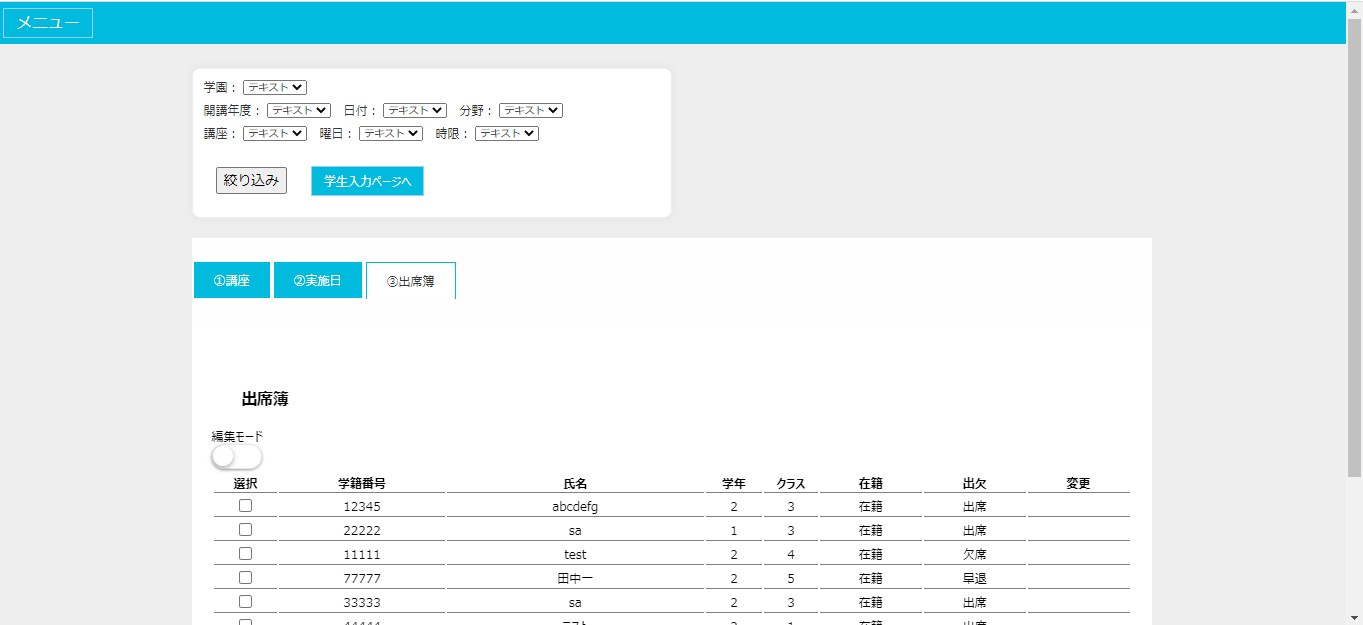 メニュー
学園： テキスト
開講年度： テキスト 日付： テキスト 分野： テキスト
講座： テキスト 曜日： テキスト 時限： テキスト
絞り込み 学生入力ページへ
①講座 ②実施日 ③出席簿
出席簿
編集モード
選択 学籍番号 氏名 学年 クラス 在籍 出欠 変更
12345 abcdefg 2 3 在籍 出席
22222 sa 1 3 在籍 出席
11111 test 2 4 在籍 欠席
77777 田中一 2 5 在籍 早退
33333 sa 2 3 在籍 出席